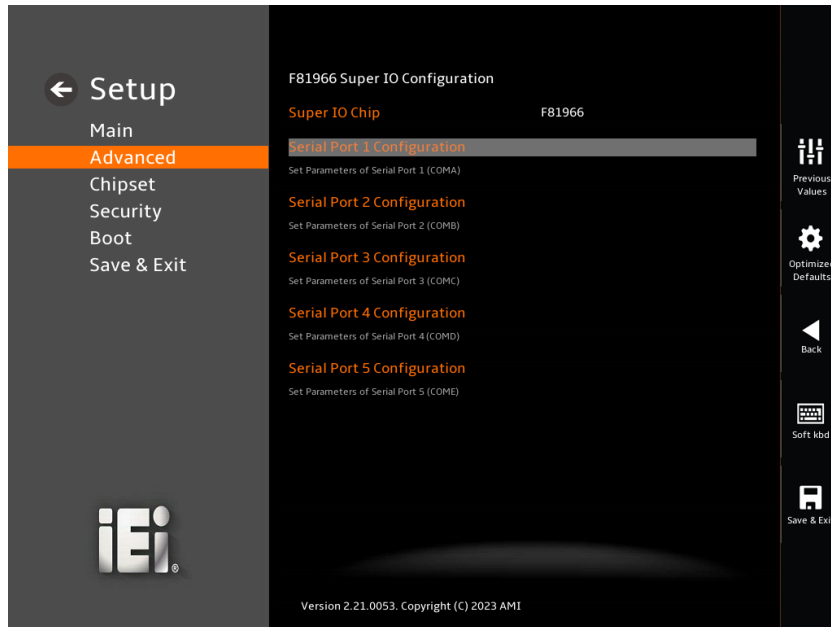 Setup
Main
Advanced
Chipset
Security
Boot
Save & Exit
iEi®
F81966 Super IO Configuration
Super IO Chip F81966
Serial Port 1 Configuration
Set Parameters of Serial Port 1 (COMA)
Serial Port 2 Configuration
Set Parameters of Serial Port 2 (COMB)
Serial Port 3 Configuration
Set Parameters of Serial Port 3 (COMC)
Serial Port 4 Configuration
Set Parameters of Serial Port 4 (COMD)
Serial Port 5 Configuration
Set Parameters of Serial Port 5 (COME)
Version 2.21.0053. Copyright (C) 2023 AMI
Previous
Values
Optimize
Defaults
Back
Soft kbd
Save & Exi